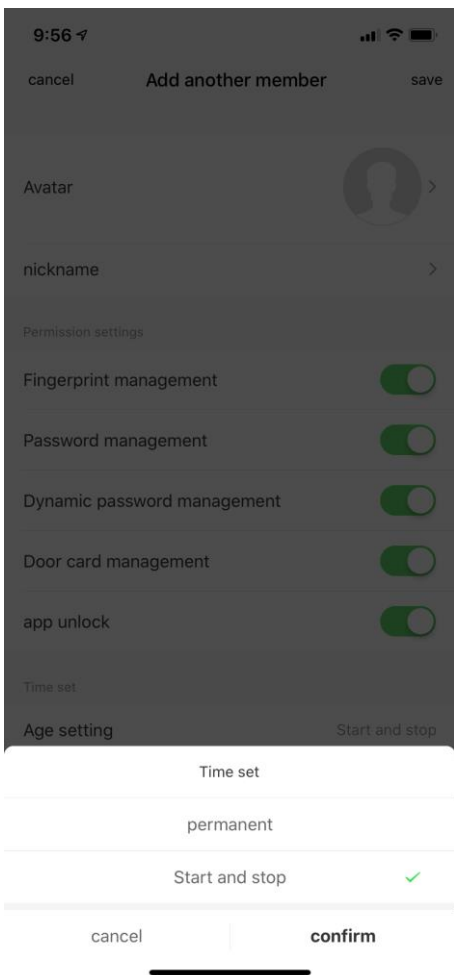 9:56
cancel Add another member save
Avatar
nickname
Permission settings
Fingerprint management
Password management
Dynamic password management
Door card management
app unlock
Time set
Age setting Start and stop
Time set
permanent
Start and stop
cancel confirm